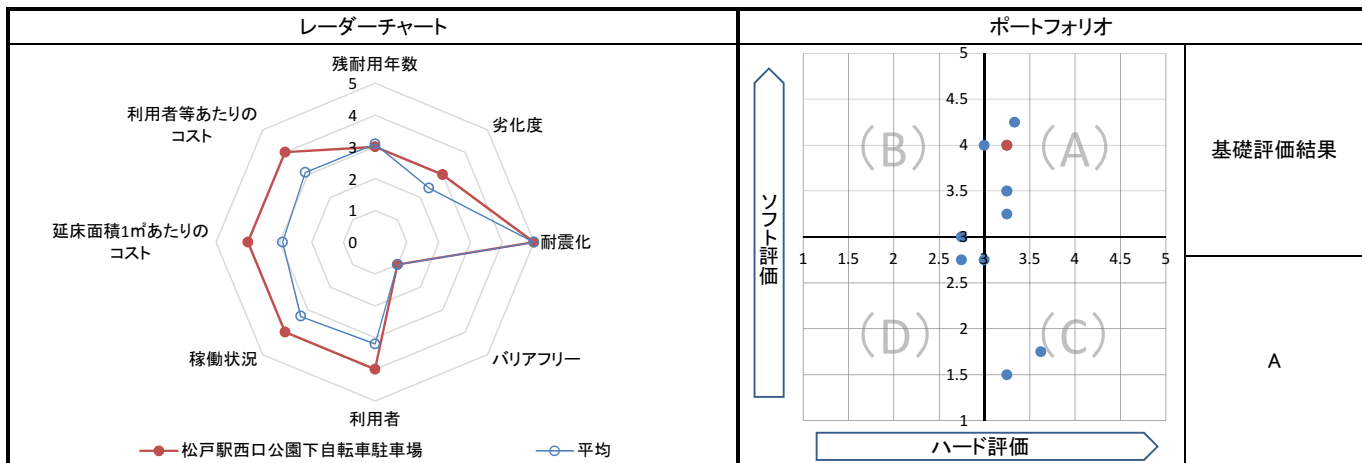 レーダーチャート
残耐用年数
劣化度
耐震化
バリアフリー
利用者
稼働状況
延床面積1㎡あたりの
コスト
利用者等あたりの
コスト
5
4
3
2
1
0
松戸駅西口公園下自転車駐車場
平均
ポートフォリオ
ソフト評価
5
4.5
4
3.5
3
2.5
2
1.5
1
1 1.5 2 2.5 3 3.5 4 4.5 5
(B)
(A)
(D)
(C)
ハード評価
基礎評価結果
A